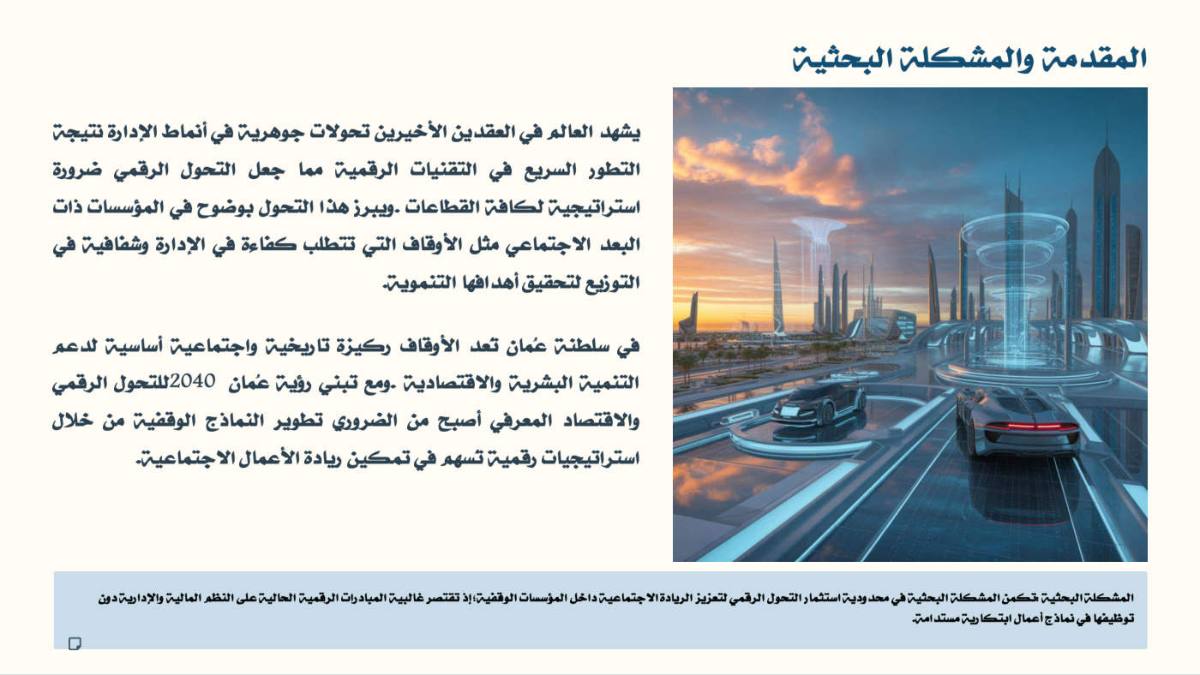 المقدمة والمشكلة البحثية
يشهد العالم في العقدين الأخيرين تحولات جوهرية في أنماط الإدارة نتيجة
التطور السريع في التقنيات الرقمية مما جعل التحول الرقمي ضرورة
استراتيجية لكافة القطاعات .ويبرز هذا التحول بوضوح في المؤسسات ذات
البعد الاجتماعي مثل الأوقاف التي تتطلب كفاءة في الإدارة وشفافية في
التوزيع لتحقيق أهدافها التنموية.
في سلطنة عُمان تعد الأوقاف ركيزة تاريخية واجتماعية أساسية لدعم
التنمية البشرية والاقتصادية .ومع تبني رؤية عُمان 2040للتحول الرقمي
والاقتصاد المعرفي أصبح من الضروري تطوير النماذج الوقفية من خلال
استراتيجيات رقمية تسهم في تمكين ريادة الأعمال الاجتماعية.
المشكلة البحثية :تكمن المشكلة البحثية في محدودية استثمار التحول الرقمي لتعزيز الريادة الاجتماعية داخل المؤسسات الوقفية؛ إذ تقتصر غالبية المبادرات الرقمية الحالية على النظم المالية والإدارية دون
توظيفها في نماذج أعمال ابتكارية مستدامة.